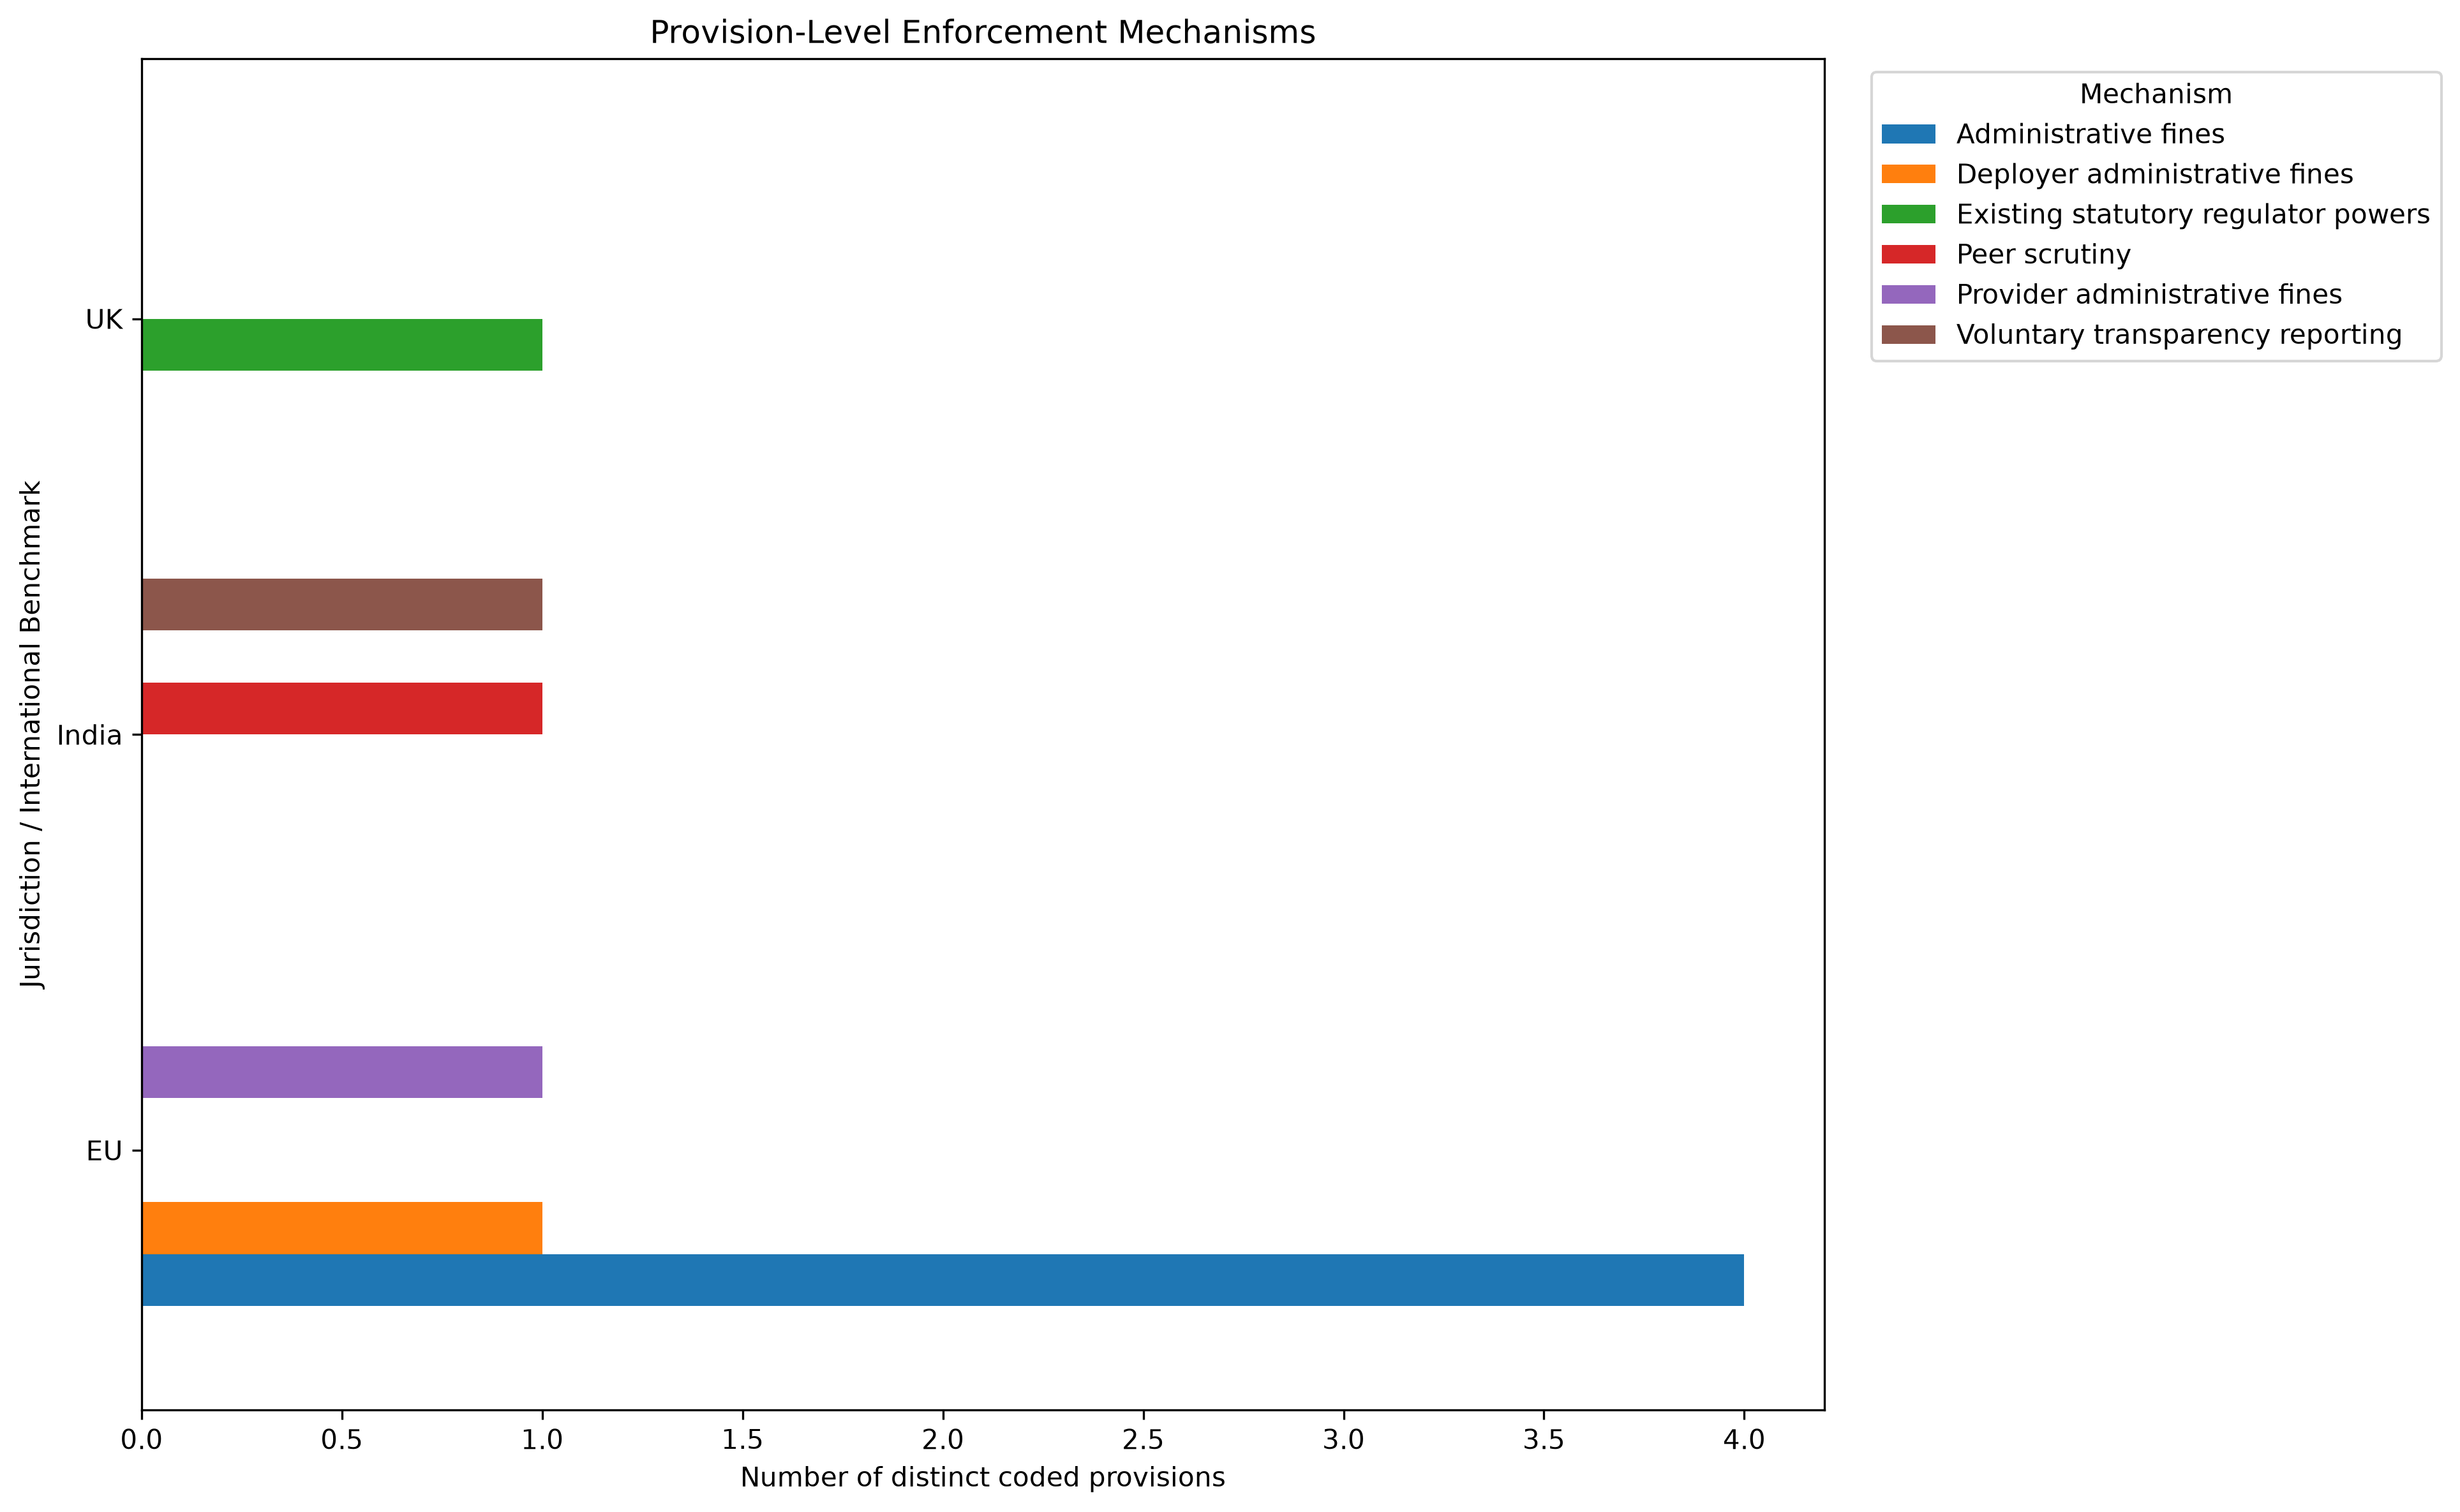 Provision-Level Enforcement Mechanisms
Mechanism
Administrative fines
Deployer administrative fines
Existing statutory regulator powers
Peer scrutiny
Provider administrative fines
Voluntary transparency reporting
Jurisdiction / International Benchmark
UK
India
EU
0.0 0.5 1.0 1.5 2.0 2.5 3.0 3.5 4.0
Number of distinct coded provisions